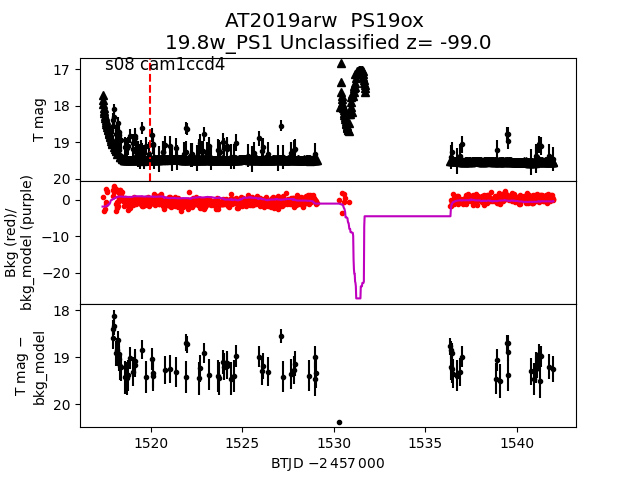 AT2019arw  PS19ox
19.8w_PS1 Unclassified z= -99.0
s08 cam1ccd4
T mag
17
18
19
20
Bkg (red)/
bkg_model (purple)
0
−10
−20
T mag −
bkg_model
18
19
20
1520
1525
1530
1535
1540
BTJD −2 457 000